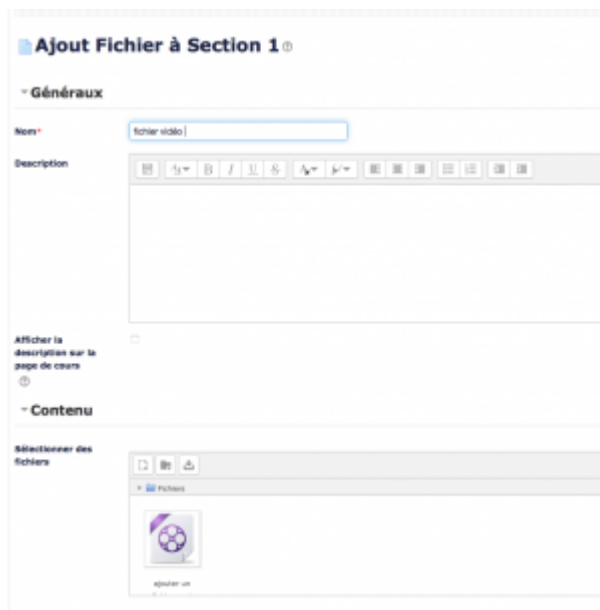 Ajout Fichier à Section 1
Généraux
Nom*
fichier vidéo
Description
Afficher la
description sur la
page de cours
Contenu
Sélectionner des
fichiers
Fichiers
ajouter un